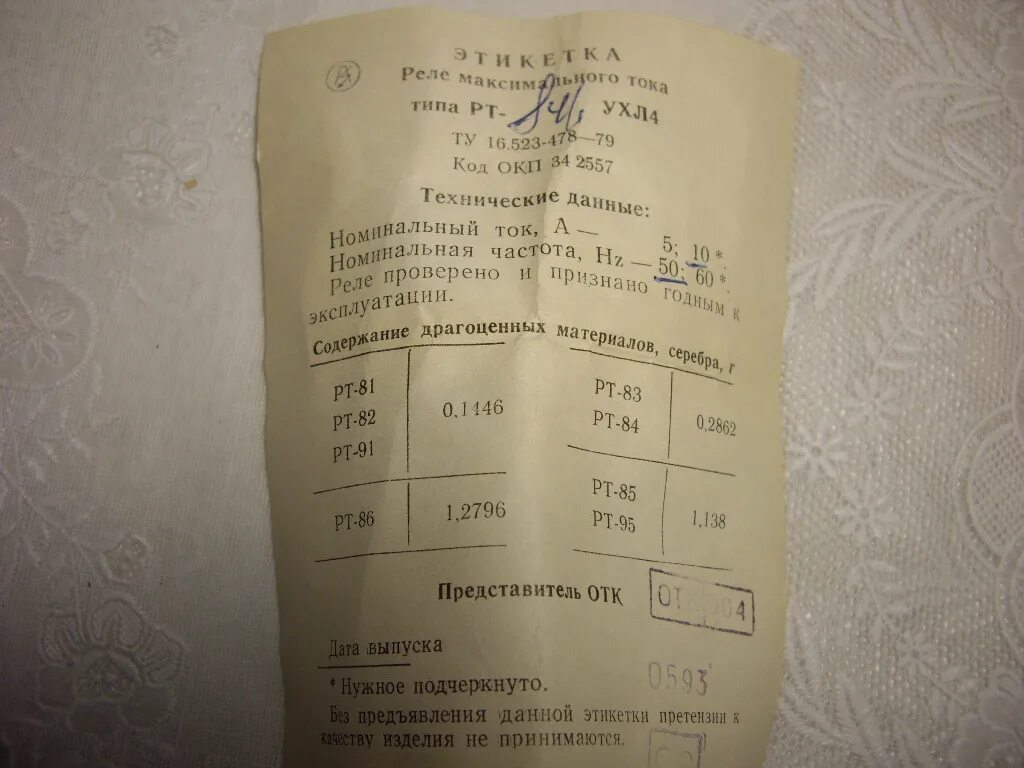 ЭТИКЕТКА
Реле максимального тока
типа РТ- 84/1 УХЛ4
ТУ 16.523-478—79
Код ОКП 34 2557
Технические данные:
Номинальный ток, А — 5; 10*
Номинальная частота, Hz — 50; 60*
Реле проверено и признано годным к
эксплуатации.
Содержание драгоценных материалов, серебра, г
РТ-81
РТ-82
РТ-91
0,1446
РТ-83
РТ-84
0,2862
РТ-86
1,2796
РТ-85
РТ-95
1,138
Представитель ОТК
ОТК
Дата выпуска
0593
* Нужное подчеркнуто.
Без предъявления данной этикетки претензии к
качеству изделия не принимаются.